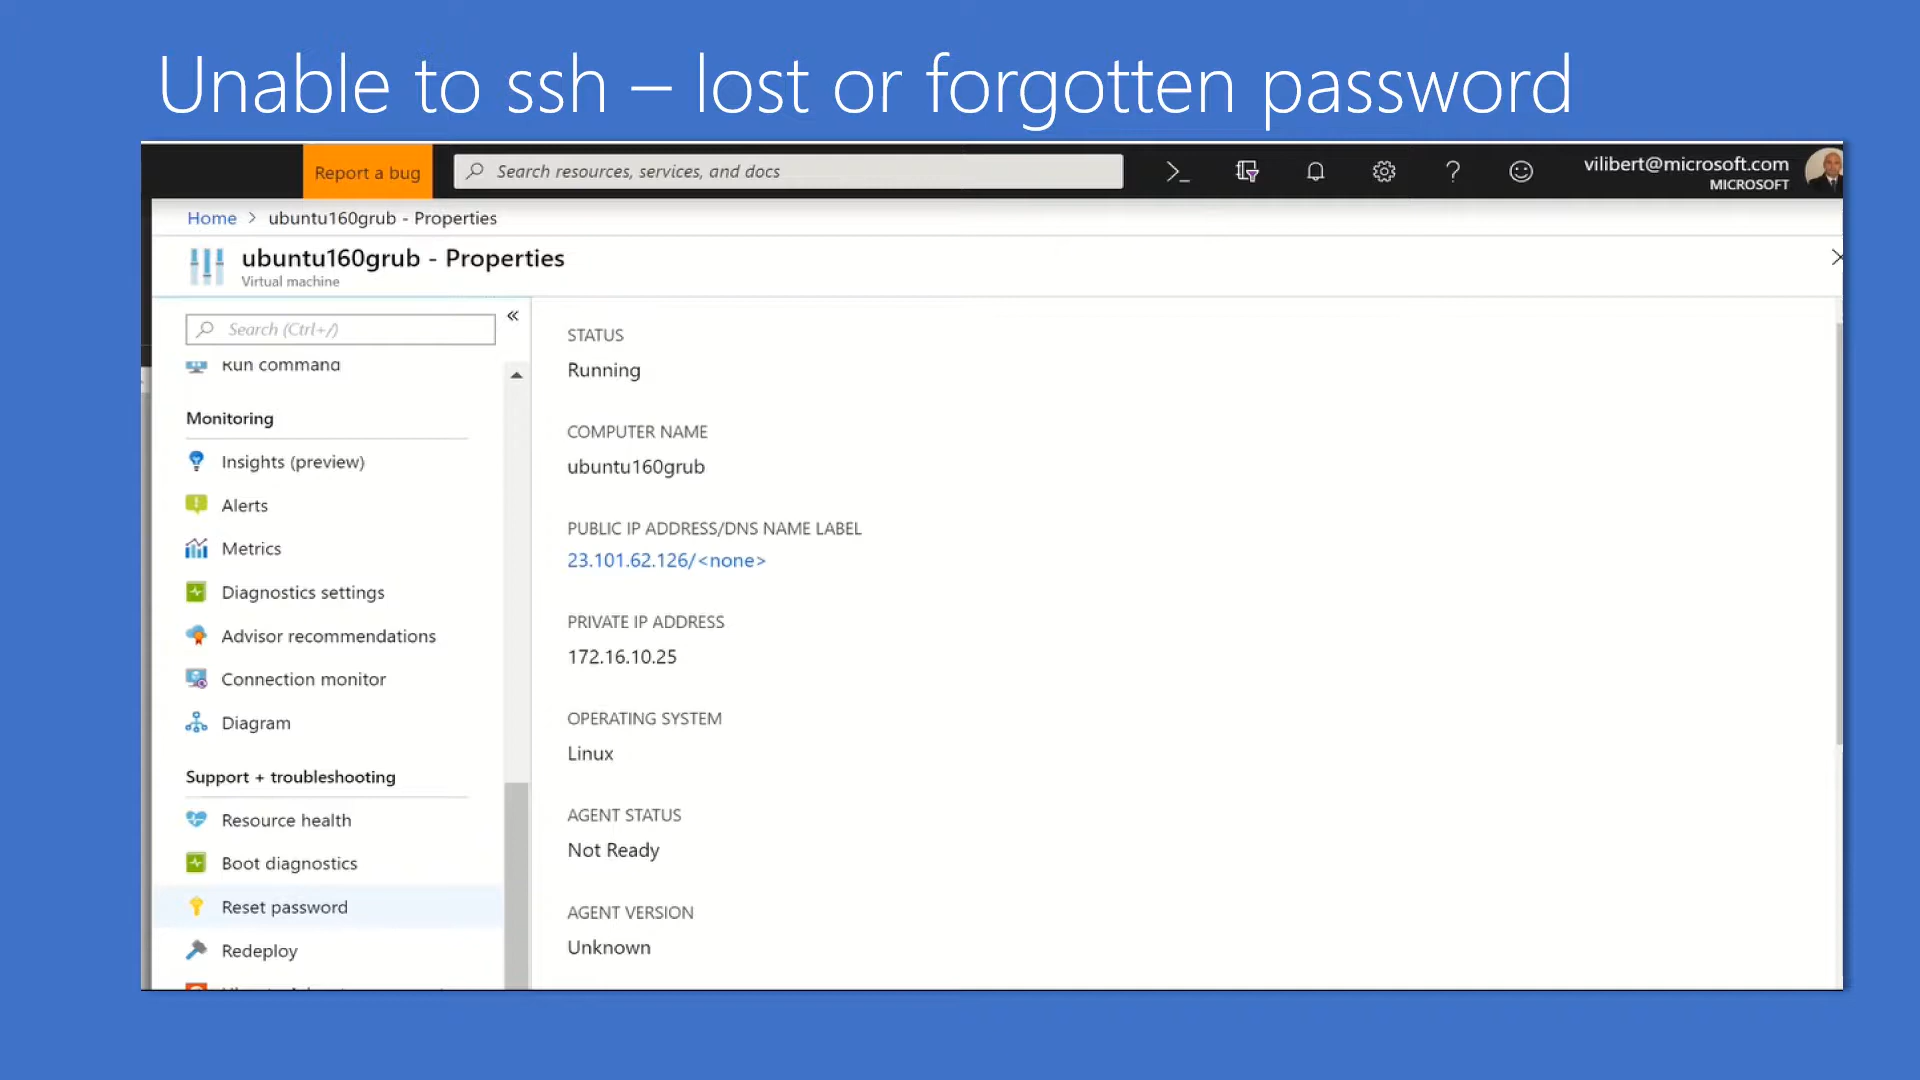 Unable to ssh – lost or forgotten password
Report a bug
Search resources, services, and docs
vilibert@microsoft.com
MICROSOFT
Home > ubuntu160grub - Properties
ubuntu160grub - Properties
Virtual machine
Search (Ctrl+/)
Run command
Monitoring
Insights (preview)
Alerts
Metrics
Diagnostics settings
Advisor recommendations
Connection monitor
Diagram
Support + troubleshooting
Resource health
Boot diagnostics
Reset password
Redeploy
STATUS
Running
COMPUTER NAME
ubuntu160grub
PUBLIC IP ADDRESS/DNS NAME LABEL
23.101.62.126/<none>
PRIVATE IP ADDRESS
172.16.10.25
OPERATING SYSTEM
Linux
AGENT STATUS
Not Ready
AGENT VERSION
Unknown